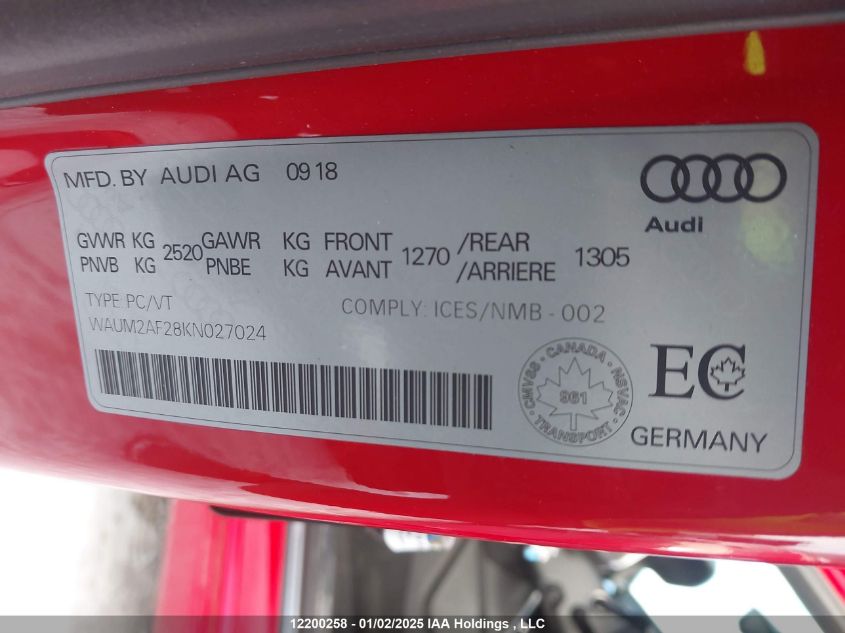 MFD. BY AUDI AG 09 18
Audi
GVWR KG 2520 GAWR KG FRONT 1270 /REAR 1305
PNVB KG PNBE KG AVANT /ARRIERE
TYPE: PC/VT COMPLY: ICES/NMB - 002
WAUM2AF28KN027024
CMVSS - CANADA - NSVAC - TRANSPORT
961
EC
GERMANY
12200258 - 01/02/2025 IAA Holdings , LLC